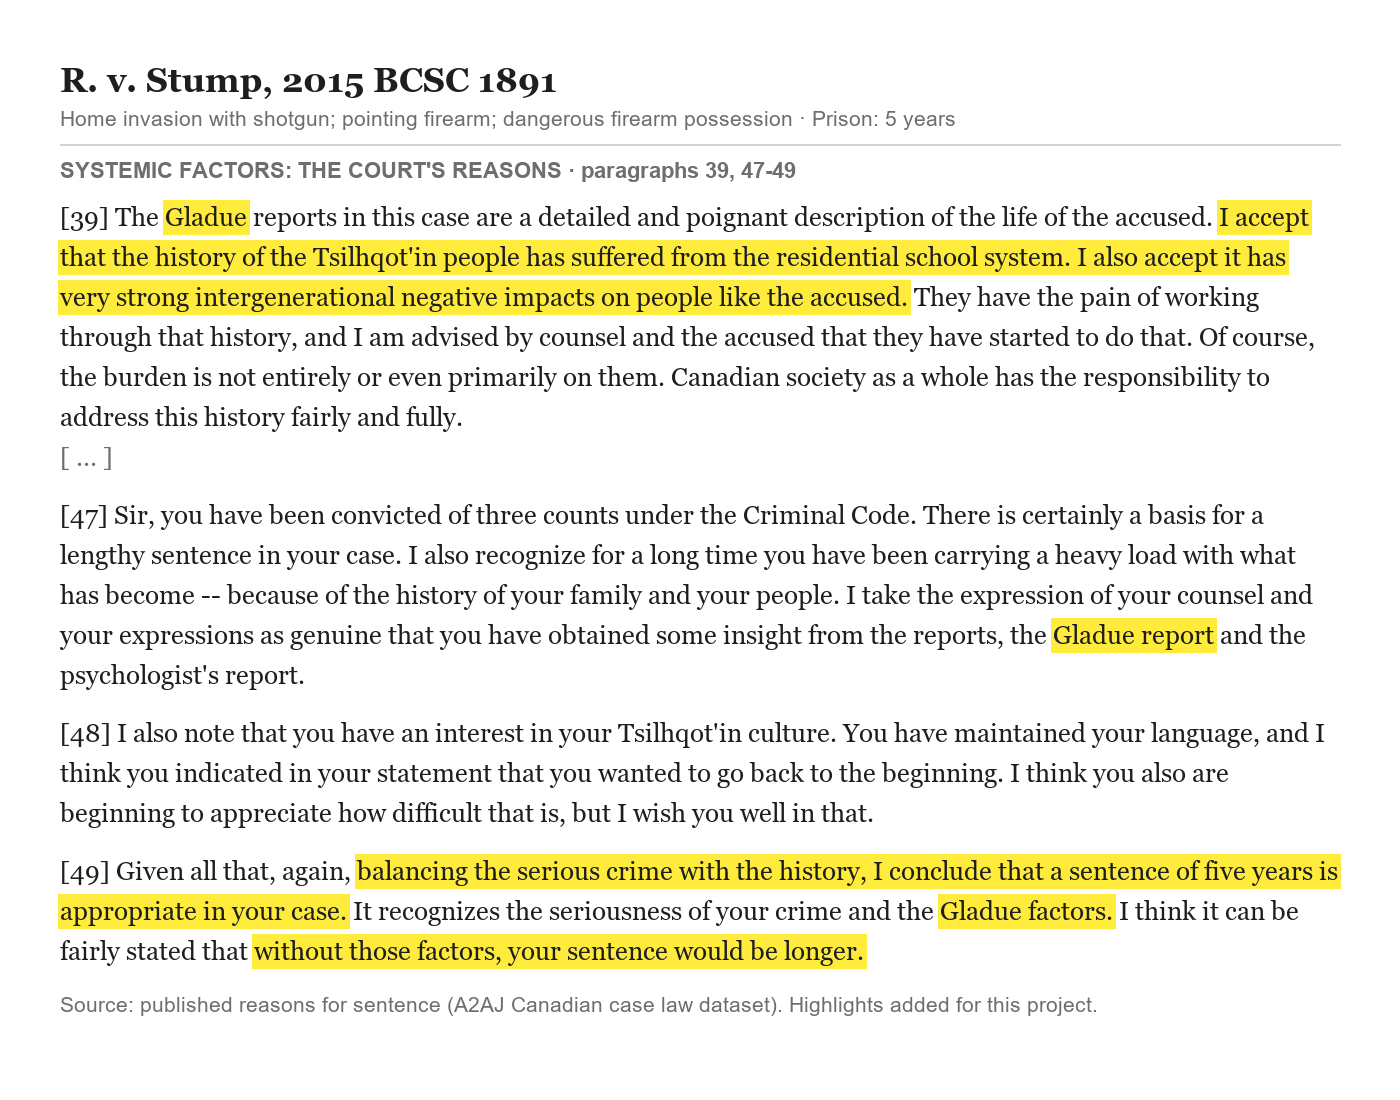 R. v. Stump, 2015 BCSC 1891
Home invasion with shotgun; pointing firearm; dangerous firearm possession · Prison: 5 years
SYSTEMIC FACTORS: THE COURT'S REASONS · paragraphs 39, 47-49
[39] The Gladue reports in this case are a detailed and poignant description of the life of the accused. I accept
that the history of the Tsilhqot'in people has suffered from the residential school system. I also accept it has
very strong intergenerational negative impacts on people like the accused. They have the pain of working
through that history, and I am advised by counsel and the accused that they have started to do that. Of course,
the burden is not entirely or even primarily on them. Canadian society as a whole has the responsibility to
address this history fairly and fully.
[ ... ]
[47] Sir, you have been convicted of three counts under the Criminal Code. There is certainly a basis for a
lengthy sentence in your case. I also recognize for a long time you have been carrying a heavy load with what
has become -- because of the history of your family and your people. I take the expression of your counsel and
your expressions as genuine that you have obtained some insight from the reports, the Gladue report and the
psychologist's report.
[48] I also note that you have an interest in your Tsilhqot'in culture. You have maintained your language, and I
think you indicated in your statement that you wanted to go back to the beginning. I think you also are
beginning to appreciate how difficult that is, but I wish you well in that.
[49] Given all that, again, balancing the serious crime with the history, I conclude that a sentence of five years is
appropriate in your case. It recognizes the seriousness of your crime and the Gladue factors. I think it can be
fairly stated that without those factors, your sentence would be longer.
Source: published reasons for sentence (A2AJ Canadian case law dataset). Highlights added for this project.